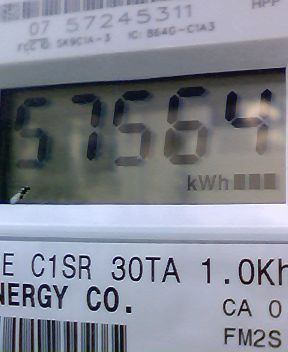 HPP
07 57245311
FCC ID: SK9C1A-3 IC: 864G-C1A3
57564
kWh
E C1SR 30TA 1.0Kh
NERGY CO.
CA 0
FM2S